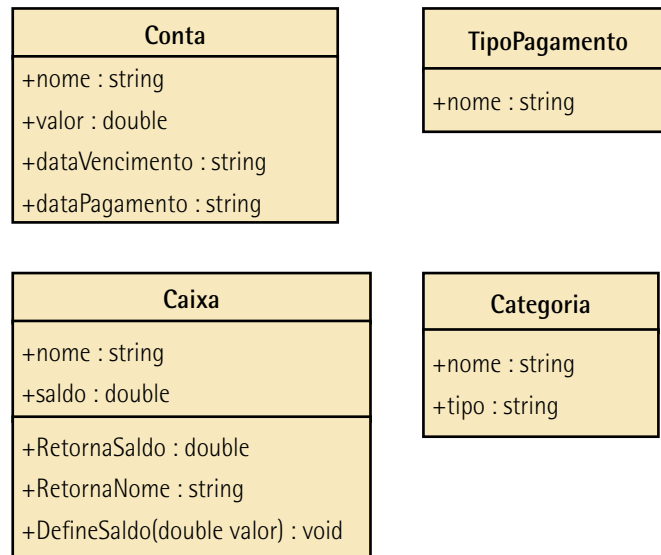 Conta
+nome : string
+valor : double
+dataVencimento : string
+dataPagamento : string
TipoPagamento
+nome : string
Caixa
+nome : string
+saldo : double
+RetornaSaldo : double
+RetornaNome : string
+DefineSaldo(double valor) : void
Categoria
+nome : string
+tipo : string